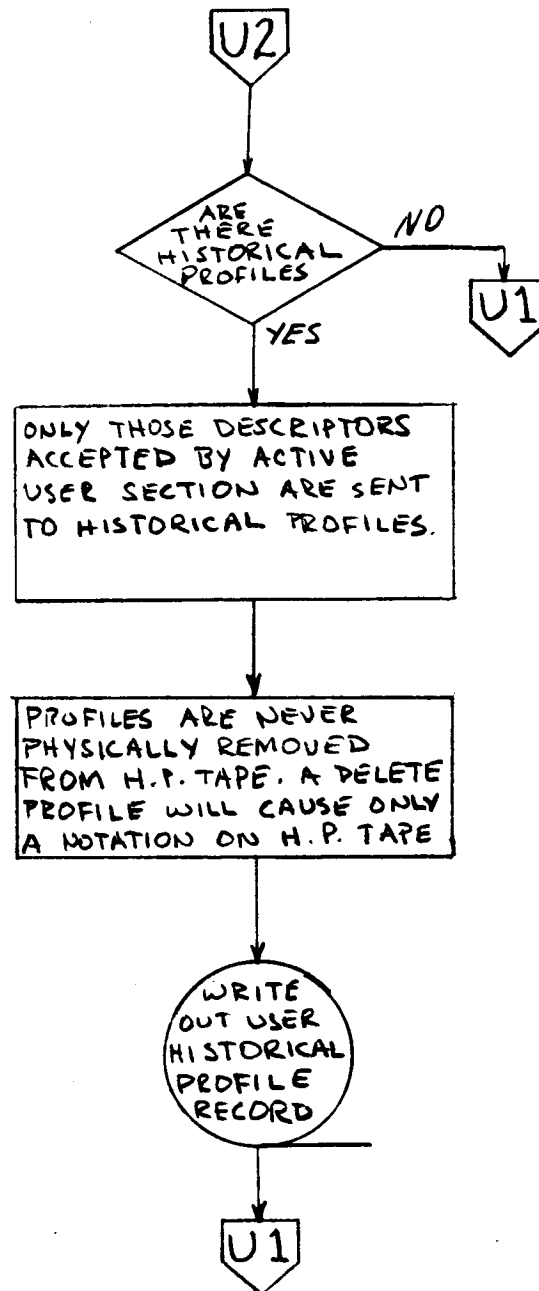 U2
ARE
THERE
HISTORICAL
PROFILES
NO
U1
YES
ONLY THOSE DESCRIPTORS
ACCEPTED BY ACTIVE
USER SECTION ARE SENT
TO HISTORICAL PROFILES.
PROFILES ARE NEVER
PHYSICALLY REMOVED
FROM H.P. TAPE. A DELETE
PROFILE WILL CAUSE ONLY
A NOTATION ON H.P. TAPE
WRITE
OUT USER
HISTORICAL
PROFILE
RECORD
U1